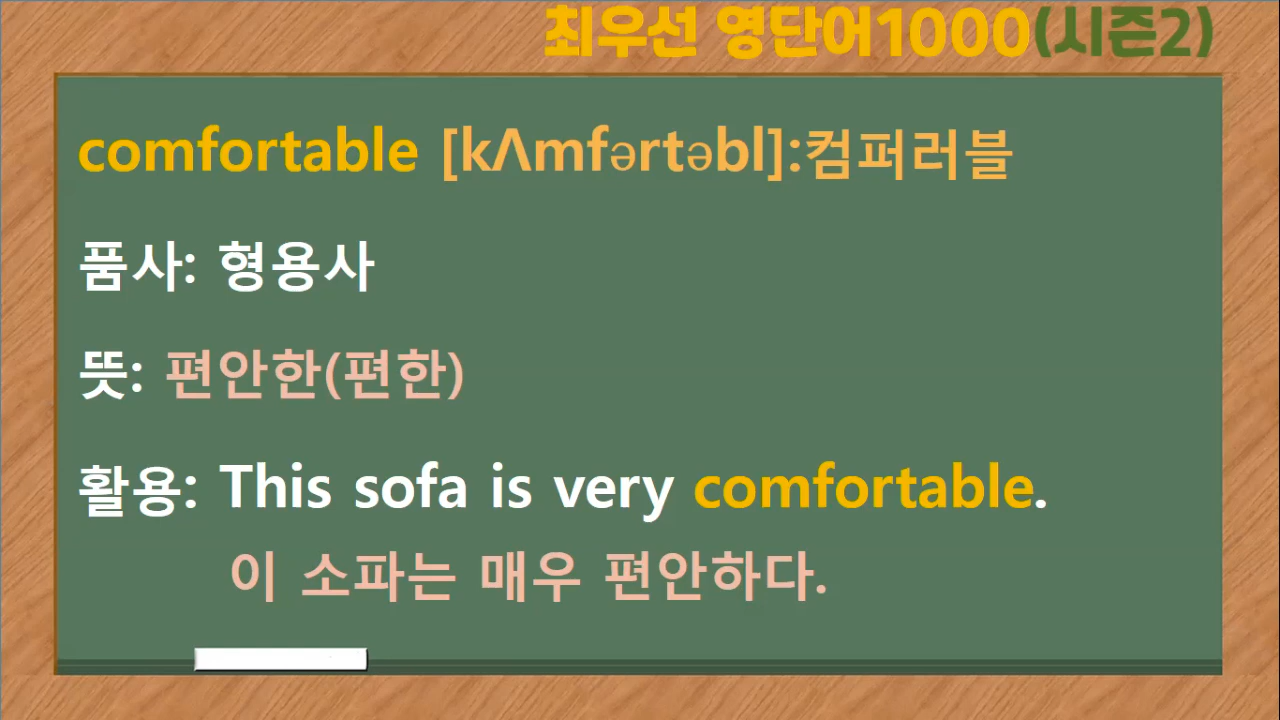 최우선 영단어1000(시즌2)
comfortable [kΛmfərtəbl]:컴퍼러블
품사: 형용사
뜻: 편안한(편한)
활용: This sofa is very comfortable.
이 소파는 매우 편안하다.